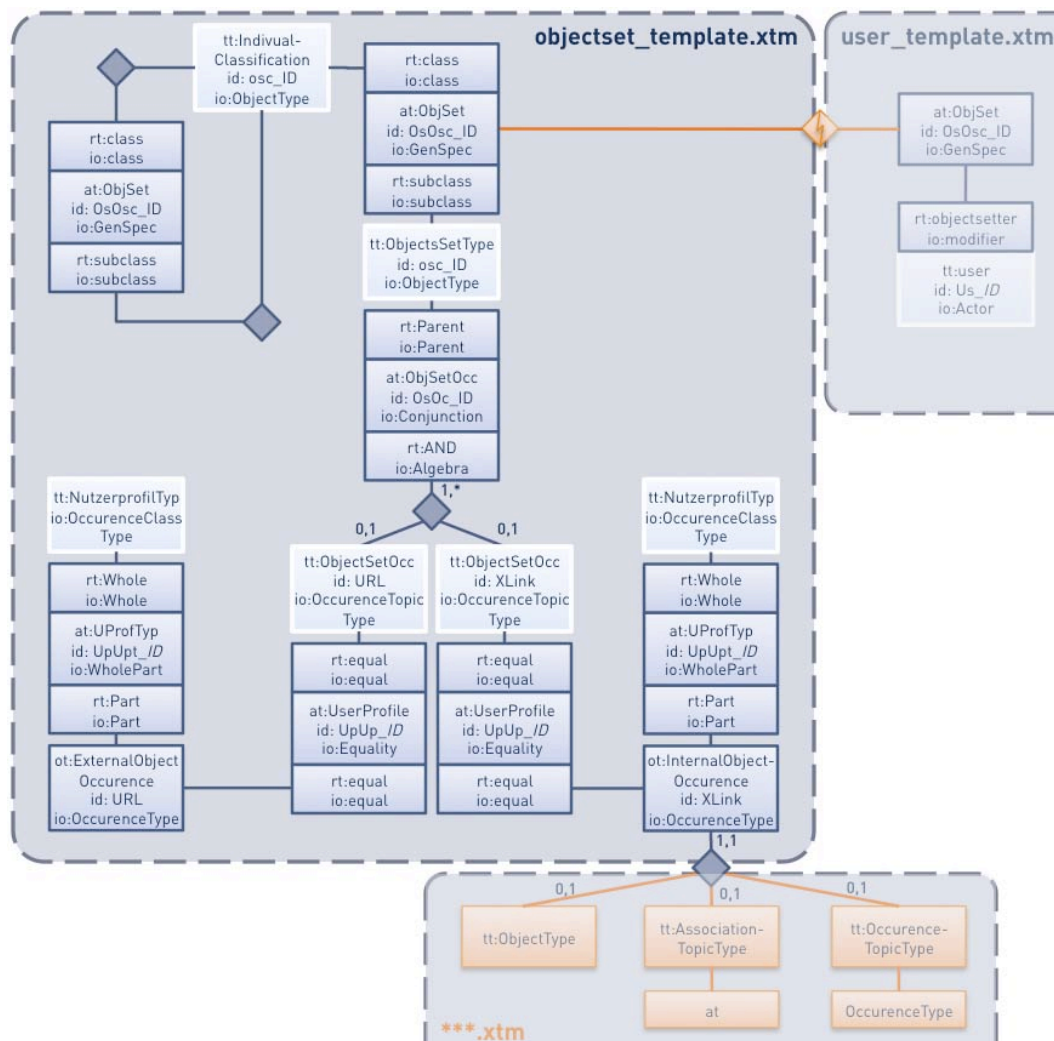 objectset_template.xtm
user_template.xtm
tt:Indivual-
Classification
id: osc_ID
io:ObjectType
rt:class
io:class
at:ObjSet
id: OsOsc_ID
io:GenSpec
rt:subclass
io:subclass
rt:class
io:class
at:ObjSet
id: OsOsc_ID
io:GenSpec
rt:subclass
io:subclass
at:ObjSet
id: OsOsc_ID
io:GenSpec
rt:objectsetter
io:modifier
tt:user
id: Us_ID
io:Actor
tt:ObjectsSetType
id: osc_ID
io:ObjectType
rt:Parent
io:Parent
at:ObjSetOcc
id: OsOc_ID
io:Conjunction
rt:AND
io:Algebra
1,*
0,1
0,1
tt:NutzerprofilTyp
io:OccurenceClass
Type
rt:Whole
io:Whole
at:UProfTyp
id: UpUpt_ID
io:WholePart
rt:Part
io:Part
ot:ExternalObject
Occurence
id: URL
io:OccurenceType
tt:ObjectSetOcc
id: URL
io:OccurenceTopic
Type
rt:equal
io:equal
at:UserProfile
id: UpUp_ID
io:Equality
rt:equal
io:equal
tt:ObjectSetOcc
id: XLink
io:OccurenceTopic
Type
rt:equal
io:equal
at:UserProfile
id: UpUp_ID
io:Equality
rt:equal
io:equal
tt:NutzerprofilTyp
io:OccurenceClass
Type
rt:Whole
io:Whole
at:UProfTyp
id: UpUpt_ID
io:WholePart
rt:Part
io:Part
ot:InternalObject-
Occurence
id: XLink
io:OccurenceType
1,1
0,1
0,1
0,1
tt:ObjectType
tt:Association-
TopicType
tt:Occurence-
TopicType
at
OccurenceType
***.xtm